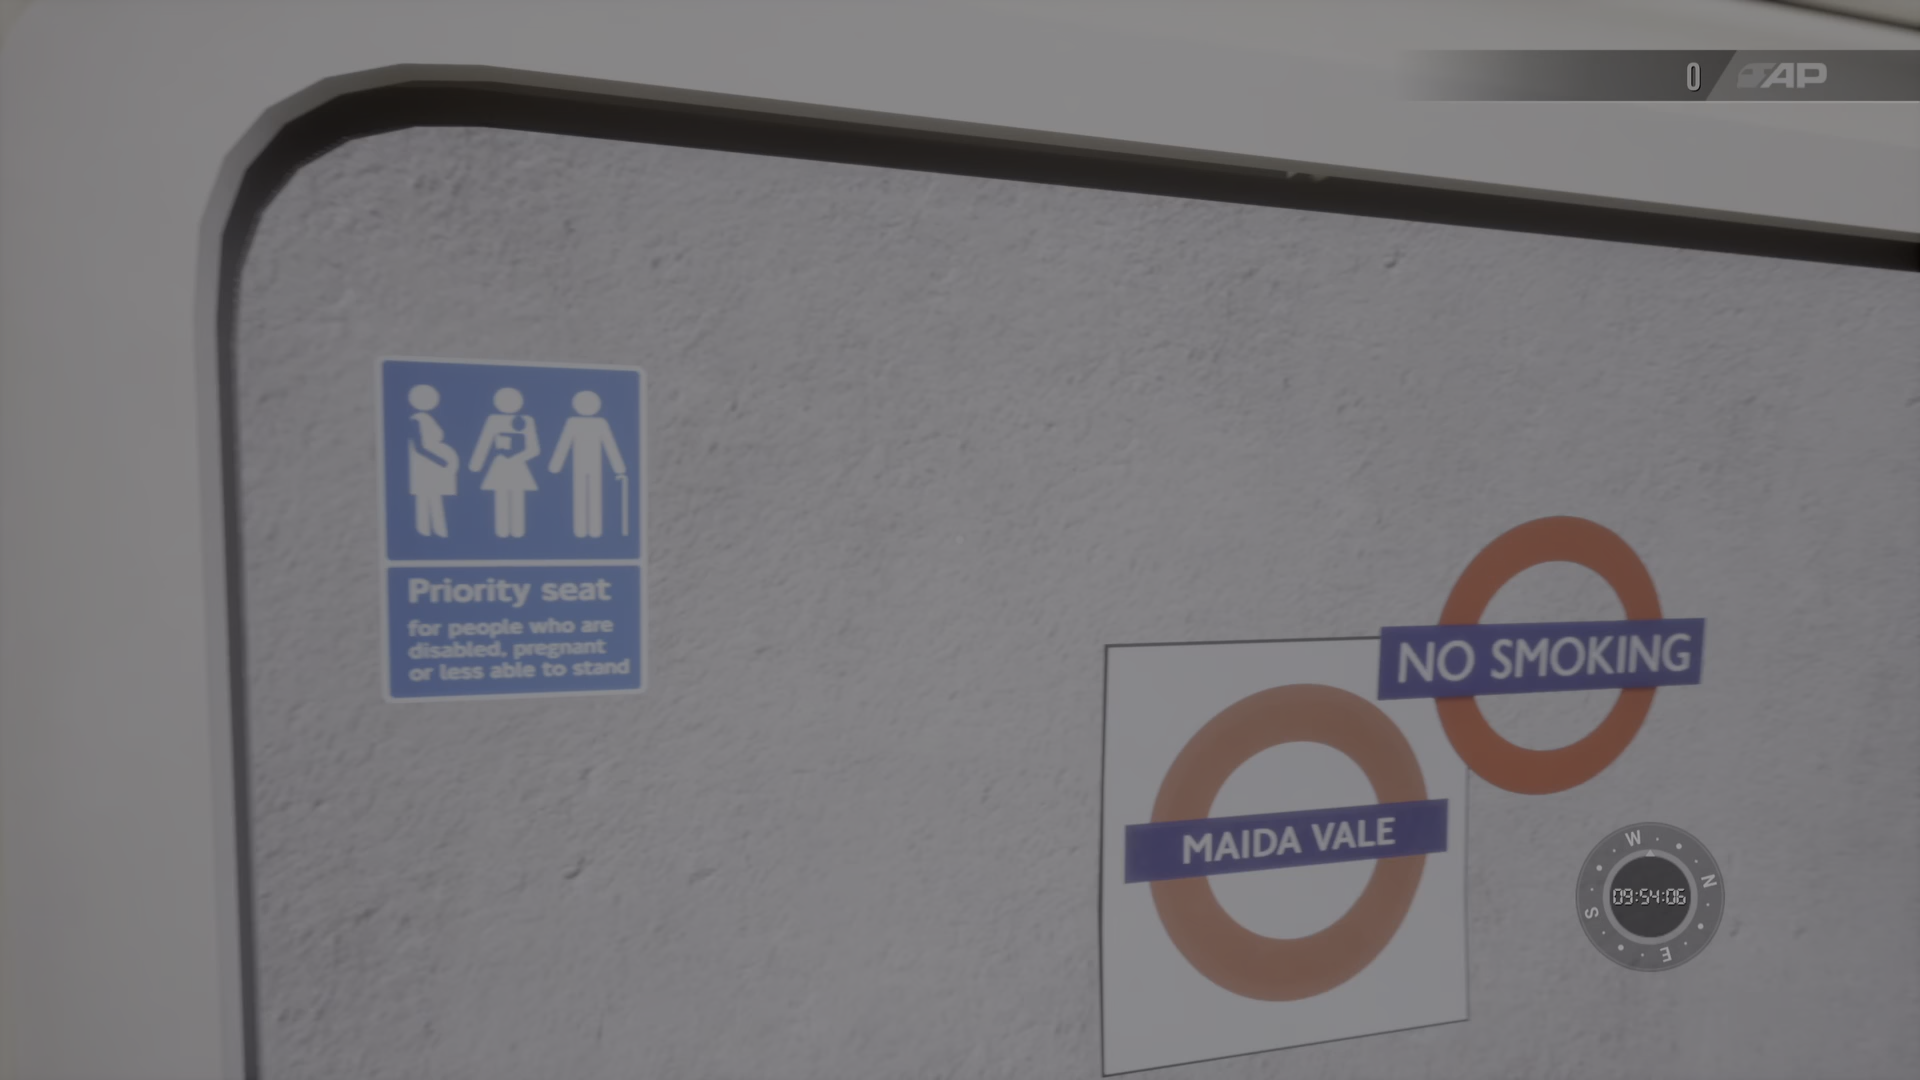 0 AP
Priority seat
for people who are
disabled, pregnant
or less able to stand
NO SMOKING
MAIDA VALE
W
N
09:54:06
S
E